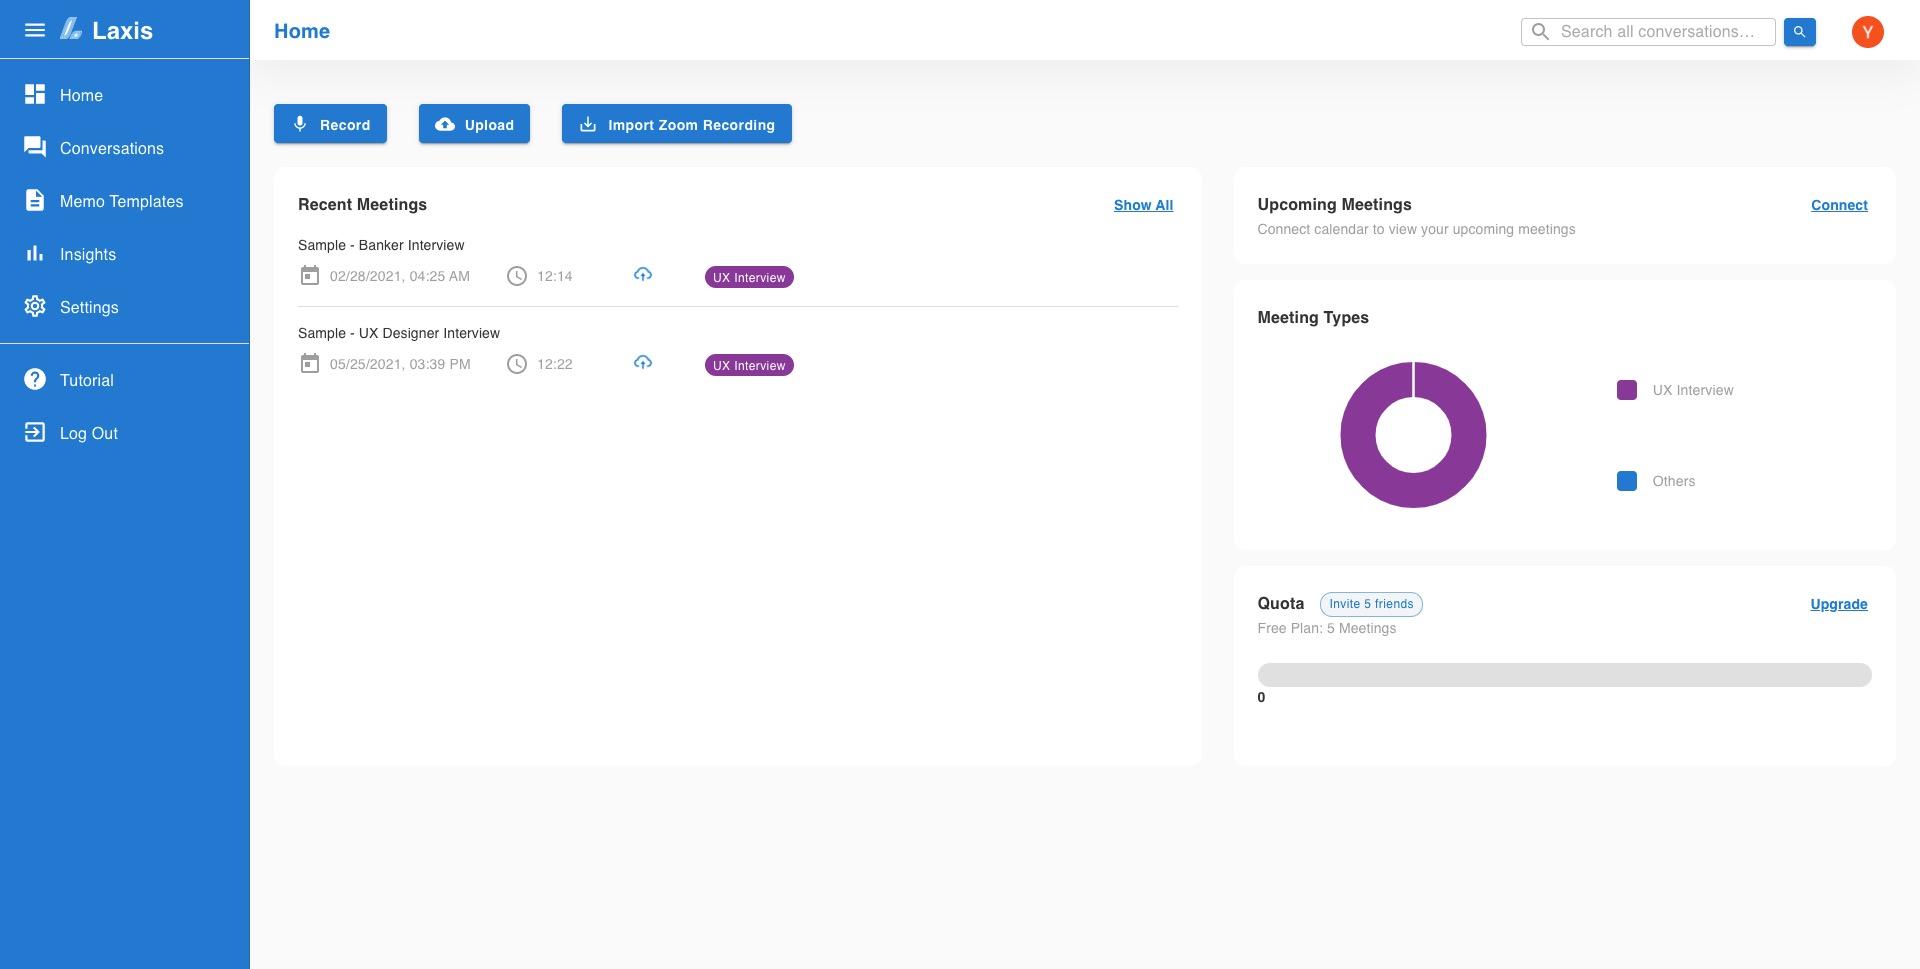 Laxis
Home
Conversations
Memo Templates
Insights
Settings
Tutorial
Log Out
Home
Search all conversations...
Y
Record
Upload
Import Zoom Recording
Recent Meetings
Show All
Sample - Banker Interview
02/28/2021, 04:25 AM 12:14 UX Interview
Sample - UX Designer Interview
05/25/2021, 03:39 PM 12:22 UX Interview
Upcoming Meetings
Connect
Connect calendar to view your upcoming meetings
Meeting Types
UX Interview
Others
Quota Invite 5 friends Upgrade
Free Plan: 5 Meetings
0